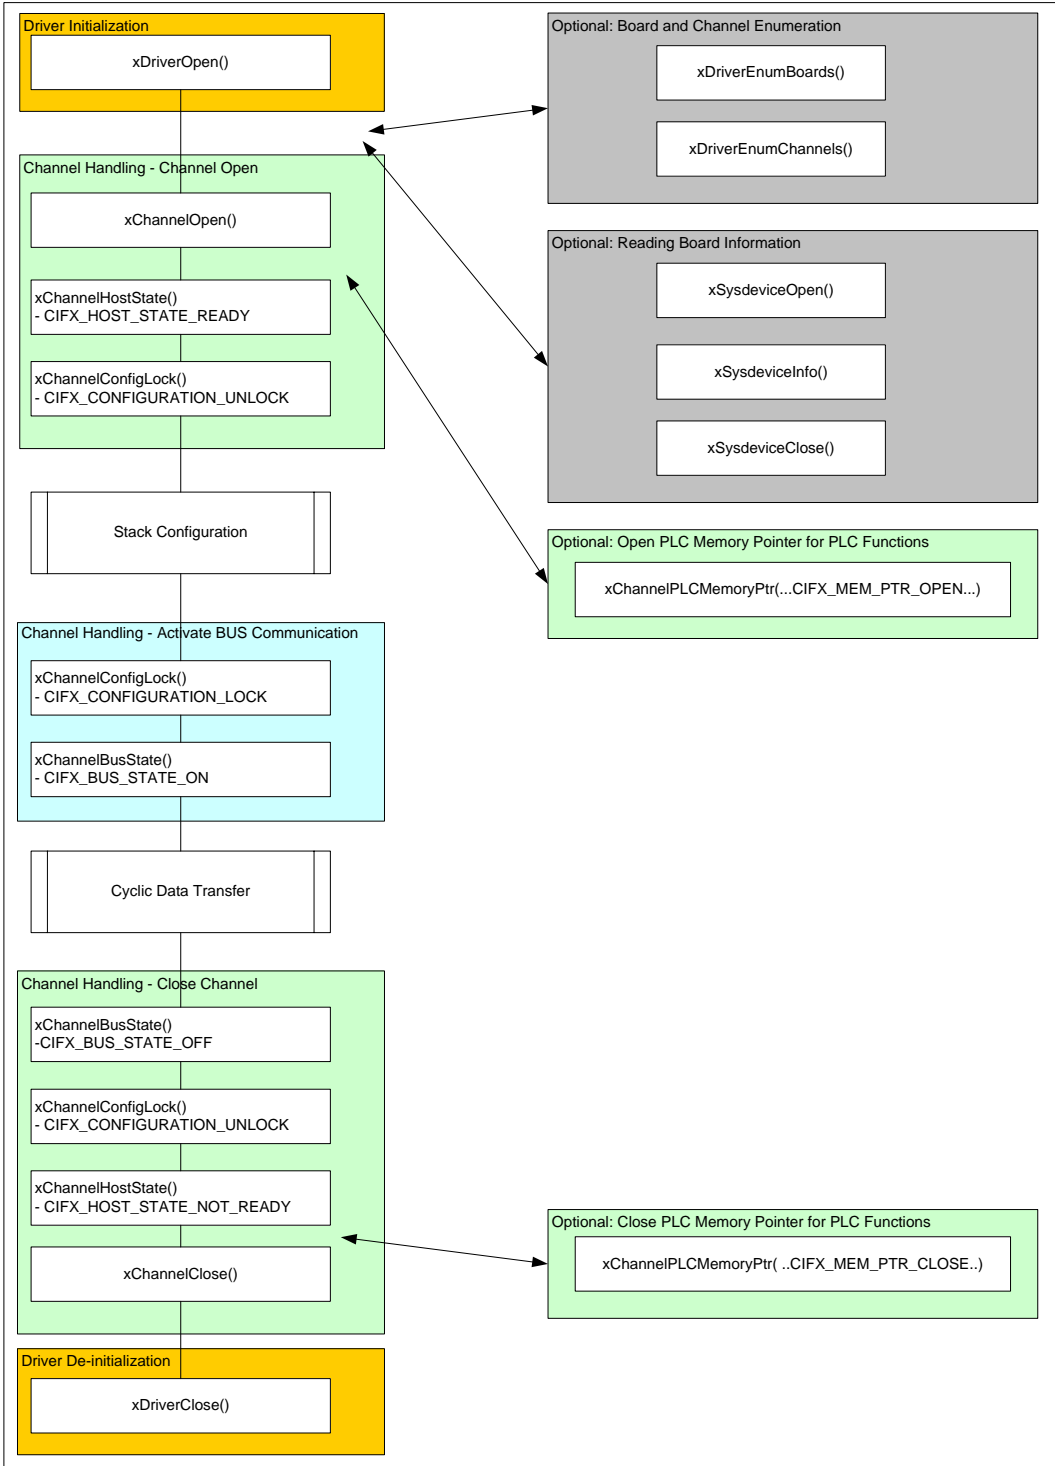 Driver Initialization
xDriverOpen()
Channel Handling - Channel Open
xChannelOpen()
xChannelHostState()
- CIFX_HOST_STATE_READY
xChannelConfigLock()
- CIFX_CONFIGURATION_UNLOCK
Stack Configuration
Channel Handling - Activate BUS Communication
xChannelConfigLock()
- CIFX_CONFIGURATION_LOCK
xChannelBusState()
- CIFX_BUS_STATE_ON
Cyclic Data Transfer
Channel Handling - Close Channel
xChannelBusState()
-CIFX_BUS_STATE_OFF
xChannelConfigLock()
- CIFX_CONFIGURATION_UNLOCK
xChannelHostState()
- CIFX_HOST_STATE_NOT_READY
xChannelClose()
Driver De-initialization
xDriverClose()
Optional: Board and Channel Enumeration
xDriverEnumBoards()
xDriverEnumChannels()
Optional: Reading Board Information
xSysdeviceOpen()
xSysdeviceInfo()
xSysdeviceClose()
Optional: Open PLC Memory Pointer for PLC Functions
xChannelPLCMemoryPtr(...CIFX_MEM_PTR_OPEN...)
Optional: Close PLC Memory Pointer for PLC Functions
xChannelPLCMemoryPtr( ..CIFX_MEM_PTR_CLOSE..)